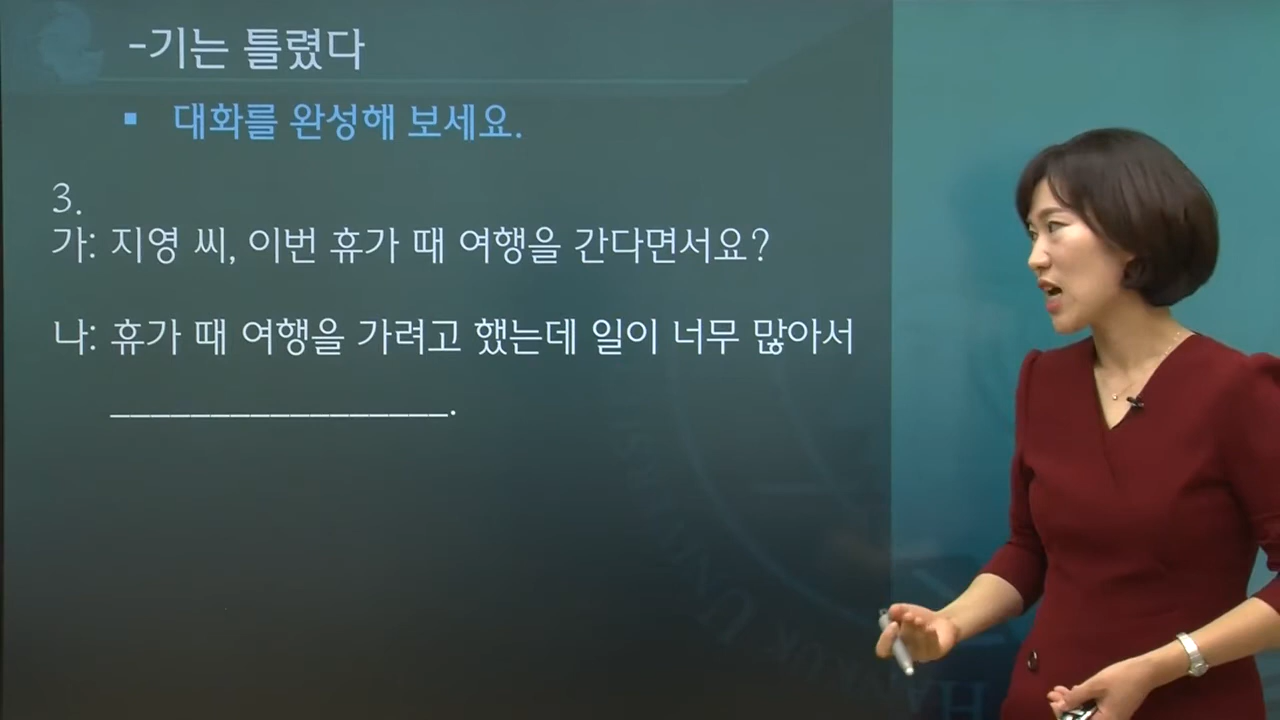 -기는 틀렸다
▪ 대화를 완성해 보세요.
3.
가: 지영 씨, 이번 휴가 때 여행을 간다면서요?
나: 휴가 때 여행을 가려고 했는데 일이 너무 많아서
_________________.